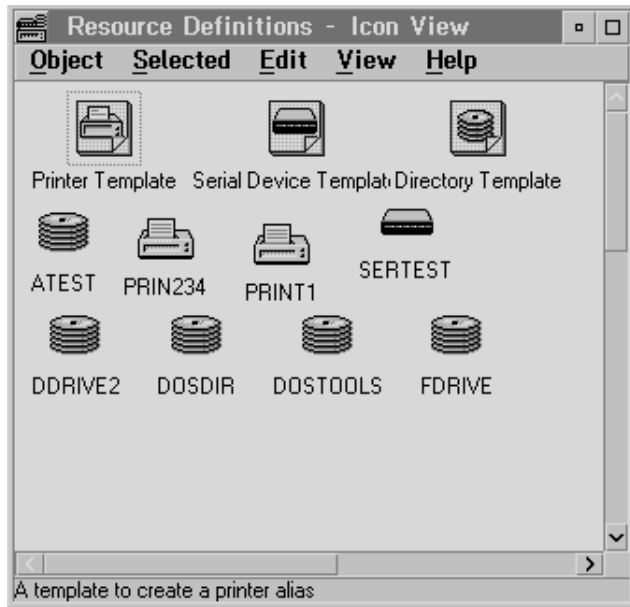 Resource Definitions - Icon View
Object Selected Edit View Help
Printer Template Serial Device Templat Directory Template
ATEST PRIN234 PRINT1 SERTEST
DDRIVE2 DOSDIR DOSTOOLS FDRIVE
A template to create a printer alias